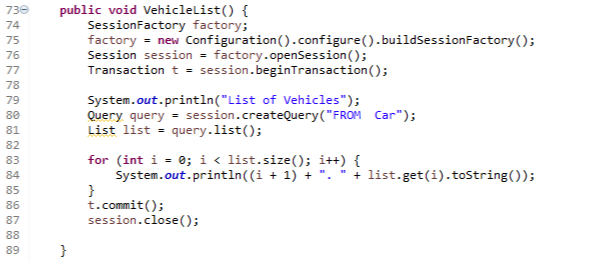 73 public void VehicleList() {
74 SessionFactory factory;
75 factory = new Configuration().configure().buildSessionFactory();
76 Session session = factory.openSession();
77 Transaction t = session.beginTransaction();
78
79 System.out.println("List of Vehicles");
80 Query query = session.createQuery("FROM  Car");
81 List list = query.list();
82
83 for (int i = 0; i < list.size(); i++) {
84 System.out.println((i + 1) + ". " + list.get(i).toString());
85 }
86 t.commit();
87 session.close();
88
89 }